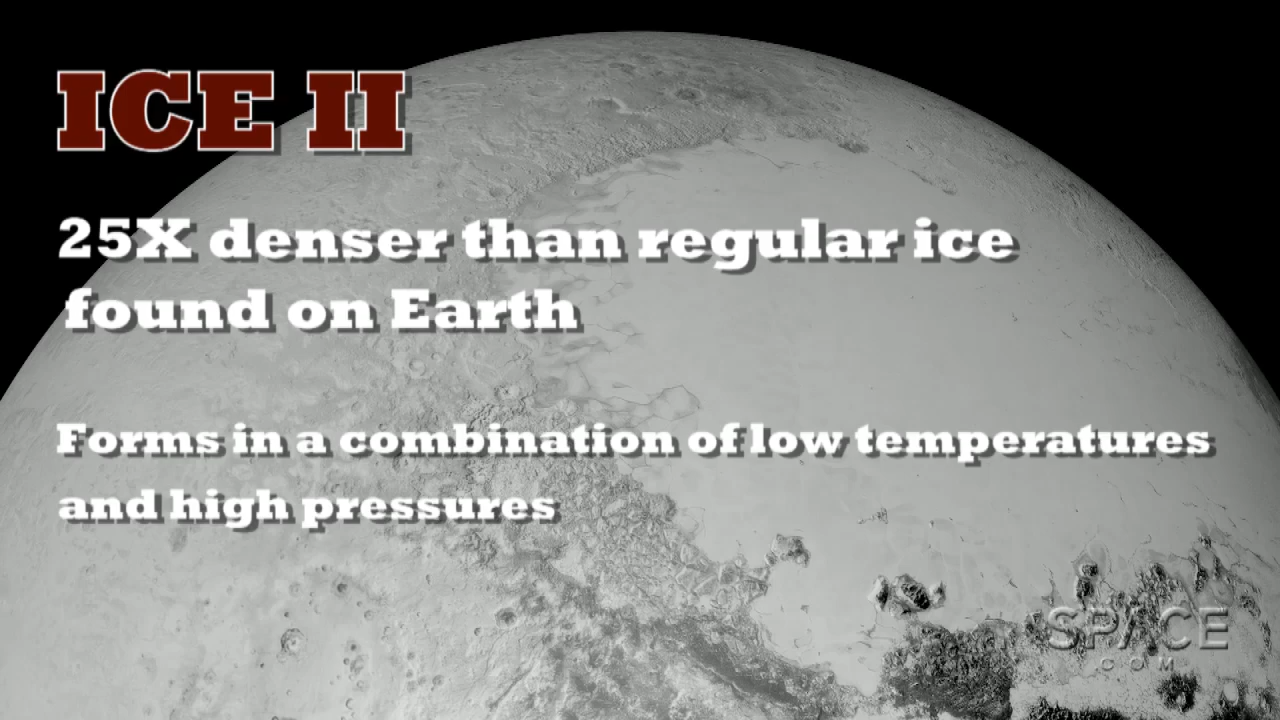 ICE II
25X denser than regular ice
found on Earth
Forms in a combination of low temperatures
and high pressures
SPACE
.COM